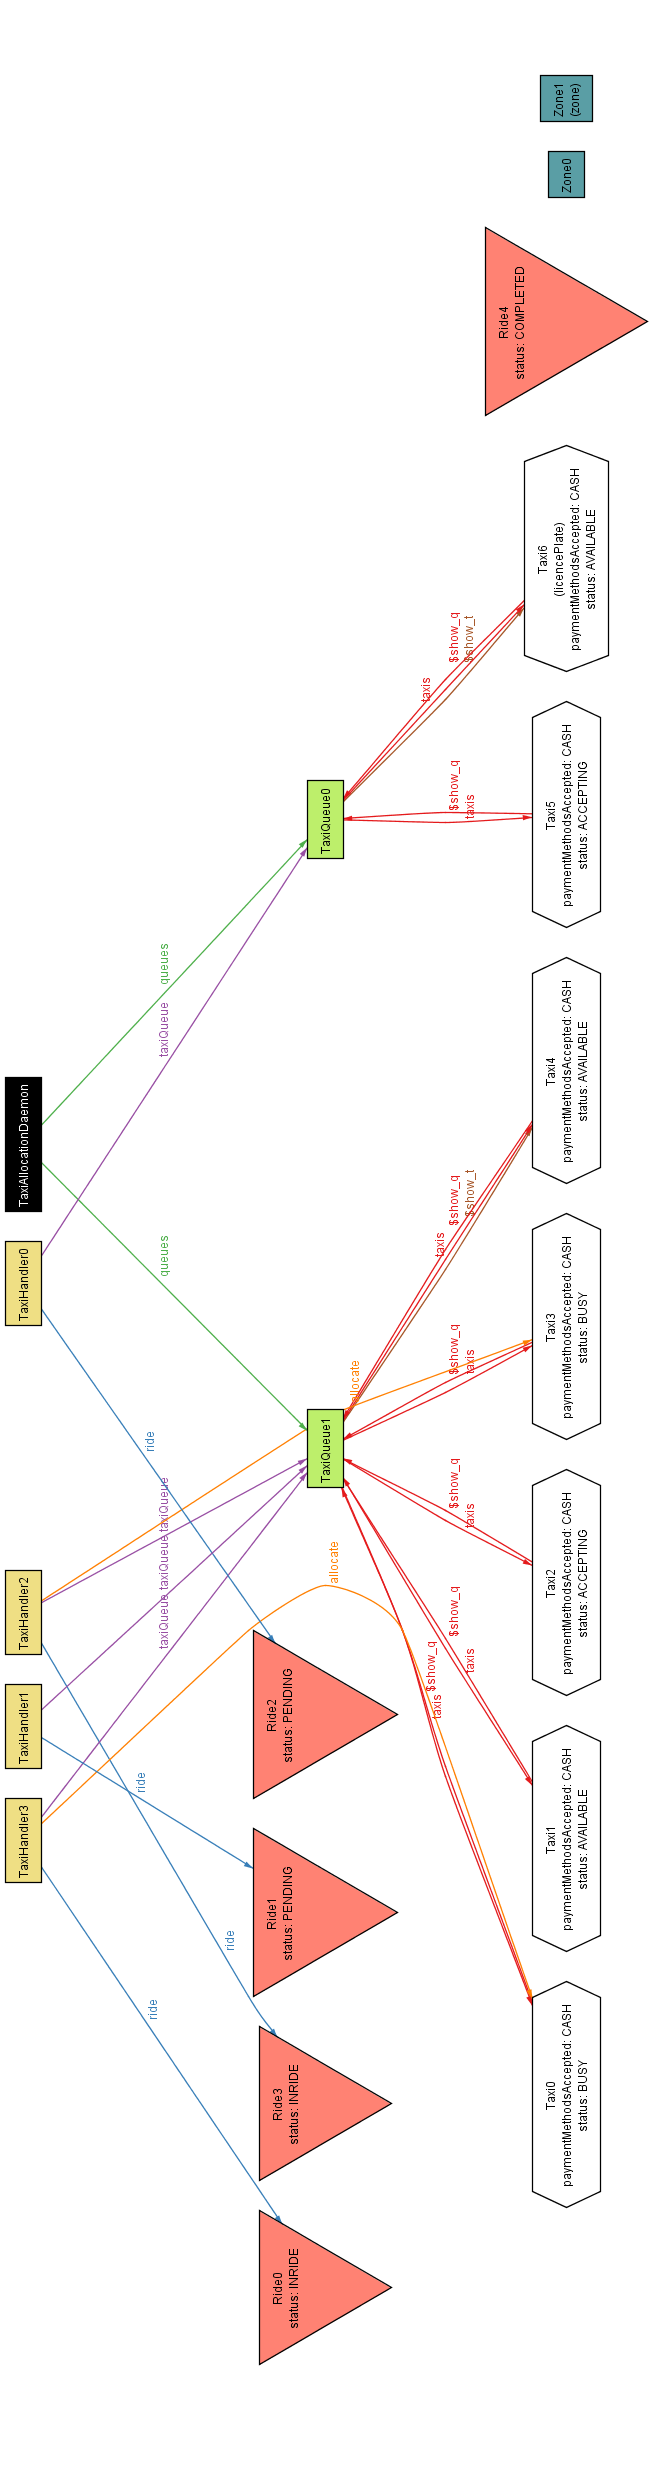 TaxiHandler3
TaxiHandler1
TaxiHandler2
TaxiHandler0
TaxiAllocationDaemon
ride
ride
ride
taxiQueue
taxiQueue
taxiQueue
queues
taxiQueue
queues
ride
Ride0
status: INRIDE
Ride3
status: INRIDE
Ride1
status: PENDING
Ride2
status: PENDING
allocate
TaxiQueue1
allocate
TaxiQueue0
taxis
$show_q
$show_q
taxis
$show_q
taxis
$show_q
taxis
taxis
$show_q
$show_t
$show_q
taxis
taxis
$show_q
$show_t
Taxi0
paymentMethodsAccepted: CASH
status: BUSY
Taxi1
paymentMethodsAccepted: CASH
status: AVAILABLE
Taxi2
paymentMethodsAccepted: CASH
status: ACCEPTING
Taxi3
paymentMethodsAccepted: CASH
status: BUSY
Taxi4
paymentMethodsAccepted: CASH
status: AVAILABLE
Taxi5
paymentMethodsAccepted: CASH
status: ACCEPTING
Taxi6
(licencePlate)
paymentMethodsAccepted: CASH
status: AVAILABLE
Ride4
status: COMPLETED
Zone0
Zone1
(zone)